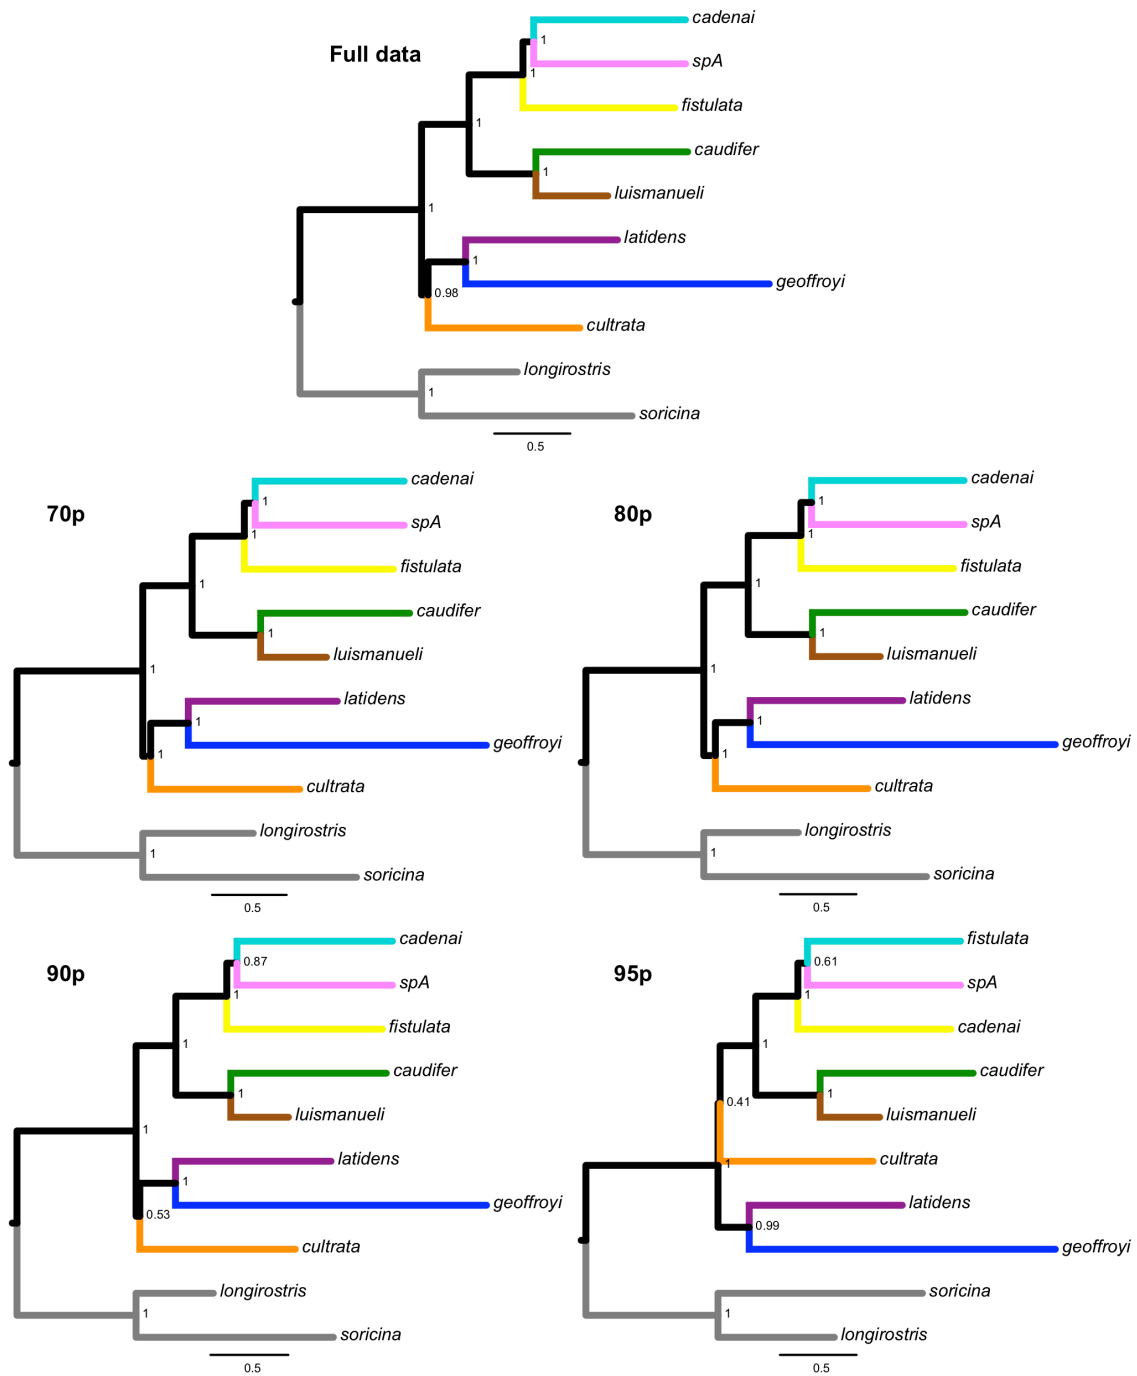 Full data
cadenai
1
spA
1
fistulata
1
caudifer
1
luismanueli
1
latidens
1
geoffroyi
0.98
cultrata
longirostris
1
soricina
0.5
70p
cadenai
1
spA
1
fistulata
1
caudifer
1
luismanueli
1
latidens
1
geoffroyi
1
cultrata
longirostris
1
soricina
0.5
80p
cadenai
1
spA
1
fistulata
1
caudifer
1
luismanueli
1
latidens
1
geoffroyi
1
cultrata
longirostris
1
soricina
0.5
90p
cadenai
0.87
spA
1
fistulata
1
caudifer
1
luismanueli
1
latidens
1
geoffroyi
0.53
cultrata
longirostris
1
soricina
0.5
95p
fistulata
0.61
spA
1
cadenai
1
caudifer
1
luismanueli
0.41
cultrata
1
latidens
0.99
geoffroyi
soricina
1
longirostris
0.5